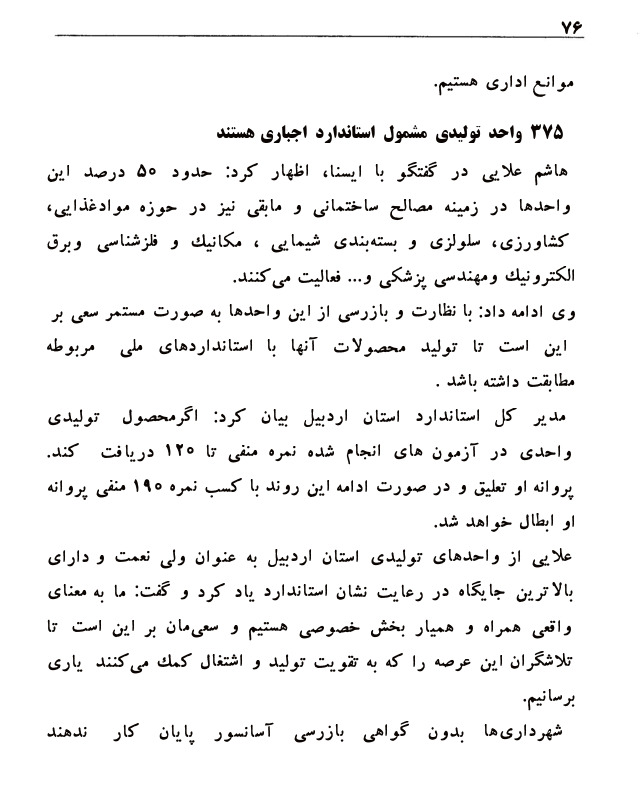 ۷۶
موانع اداری هستیم.
۳۷۵ واحد تولیدی مشمول استاندارد اجباری هستند
هاشم علایی در گفتگو با ایسنا، اظهار کرد: حدود ۵۰ درصد این
واحدها در زمینه مصالح ساختمانی و مابقی نیز در حوزه موادغذایی،
کشاورزی، سلولزی و بسته‌بندی شیمایی ، مکانیك و فلزشناسی وبرق
الکترونیك ومهندسی پزشکی و... فعالیت می‌کنند.
وی ادامه داد: با نظارت و بازرسی از این واحدها به صورت مستمر سعی بر
این است تا تولید محصولات آنها با استانداردهای ملی مربوطه
مطابقت داشته باشد .
مدیر کل استاندارد استان اردبیل بیان کرد: اگرمحصول تولیدی
واحدی در آزمون های انجام شده نمره منفی تا ۱۲۰ دریافت کند.
پروانه او تعلیق و در صورت ادامه این روند با کسب نمره ۱۹۰ منفی پروانه
او ابطال خواهد شد.
علایی از واحدهای تولیدی استان اردبیل به عنوان ولی نعمت و دارای
بالاترین جایگاه در رعایت نشان استاندارد یاد کرد و گفت: ما به معنای
واقعی همراه و همیار بخش خصوصی هستیم و سعی‌مان بر این است تا
تلاشگران این عرصه را که به تقویت تولید و اشتغال کمك می‌کنند یاری
برسانیم.
شهرداری‌ها بدون گواهی بازرسی آسانسور پایان کار ندهند